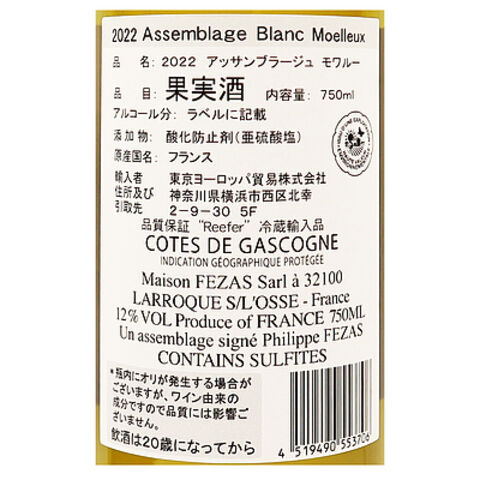 2022 Assemblage Blanc Moelleux
品 名: 2022 アッサンブラージュ モワルー
品 目: 果実酒 内容量: 750ml
アルコール分: ラベルに記載
添加物: 酸化防止剤(亜硫酸塩)
原産国名: フランス
輸入者 東京ヨーロッパ貿易株式会社
住所及び 神奈川県横浜市西区北幸
引取先 2-9-30 5F
品質保証 "Reefer" 冷蔵輸入品
COTES DE GASCOGNE
INDICATION GÉOGRAPHIQUE PROTÉGÉE
Maison FEZAS Sarl à 32100
LARROQUE S/L'OSSE - France
12%VOL Produce of FRANCE 750ML
Un assemblage signé Philippe FEZAS
CONTAINS SULFITES
*瓶内にオリが発生する場合が
ございますが、ワイン由来の
成分ですので品質には影響ご
ざいません。
飲酒は20歳になってから
4 519490 553706